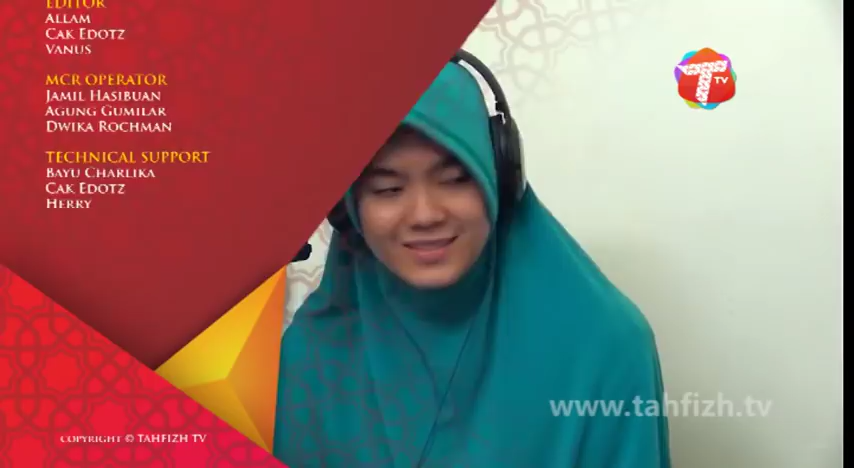 EDITOR
ALLAM
CAK EDOTZ
VANUS
MCR OPERATOR
JAMIL HASIBUAN
AGUNG GUMILAR
DWIKA ROCHMAN
TECHNICAL SUPPORT
BAYU CHARLIKA
CAK EDOTZ
HERRY
COPYRIGHT © TAHFIZH TV
T TV
www.tahfizh.tv